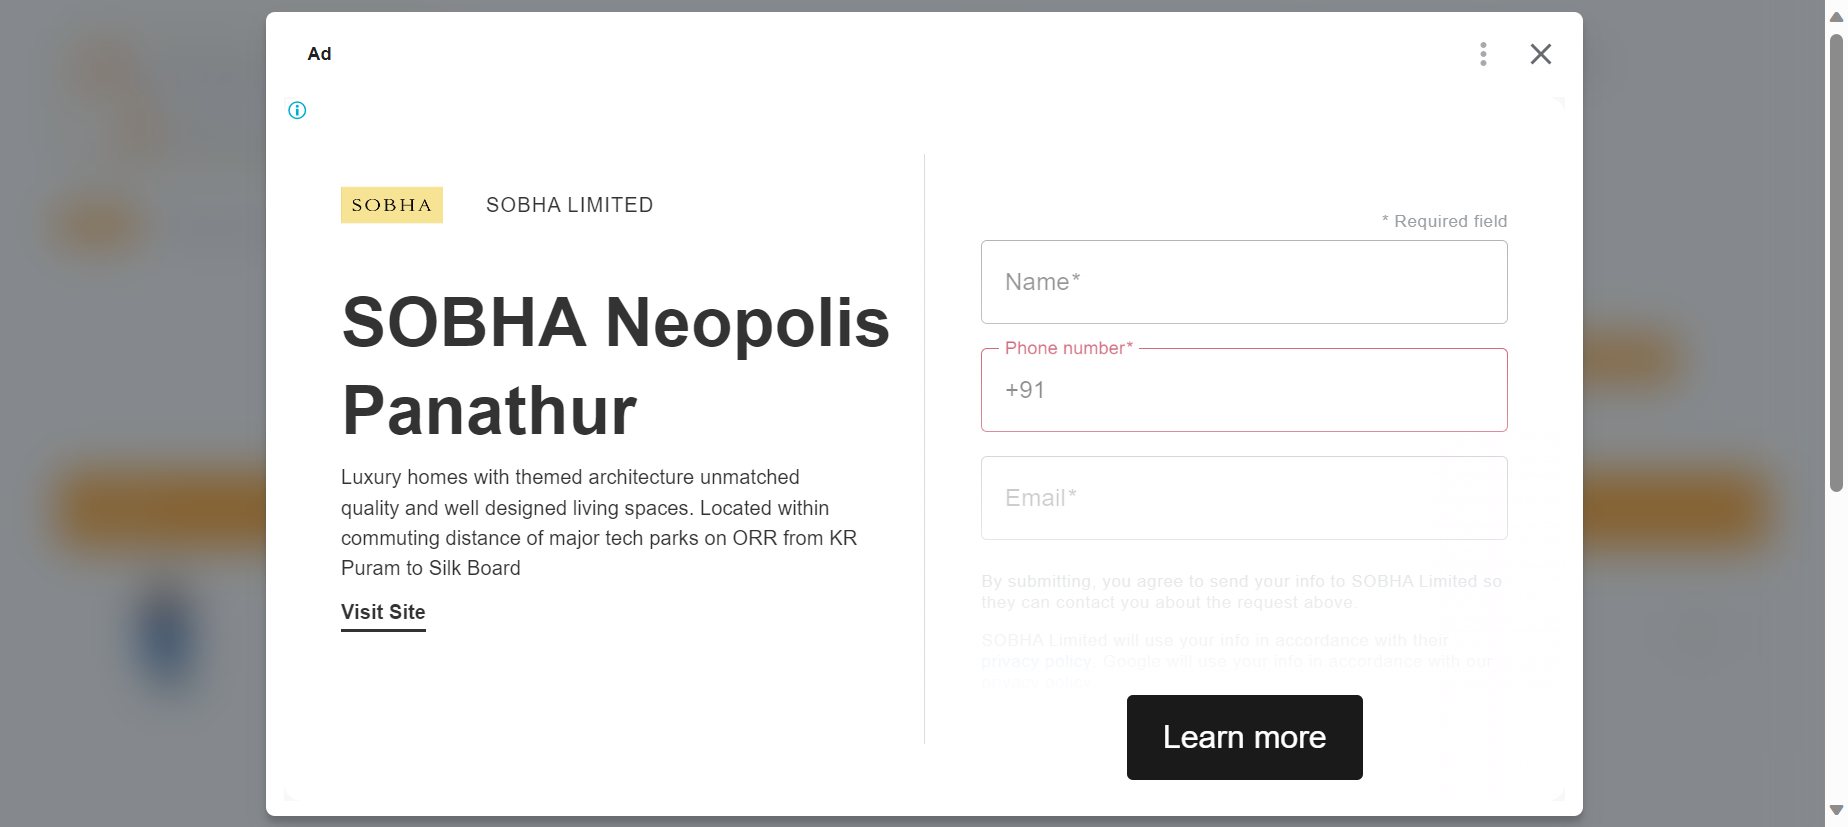 Ad
SOBHA
SOBHA LIMITED
SOBHA Neopolis
Panathur
Luxury homes with themed architecture unmatched
quality and well designed living spaces. Located within
commuting distance of major tech parks on ORR from KR
Puram to Silk Board
Visit Site
* Required field
Name*
Phone number*
+91
Email*
By submitting, you agree to send your info to SOBHA Limited so
they can contact you about the request above.
SOBHA Limited will use your info in accordance with their
privacy policy. Google will use your info in accordance with our
privacy policy.
Learn more